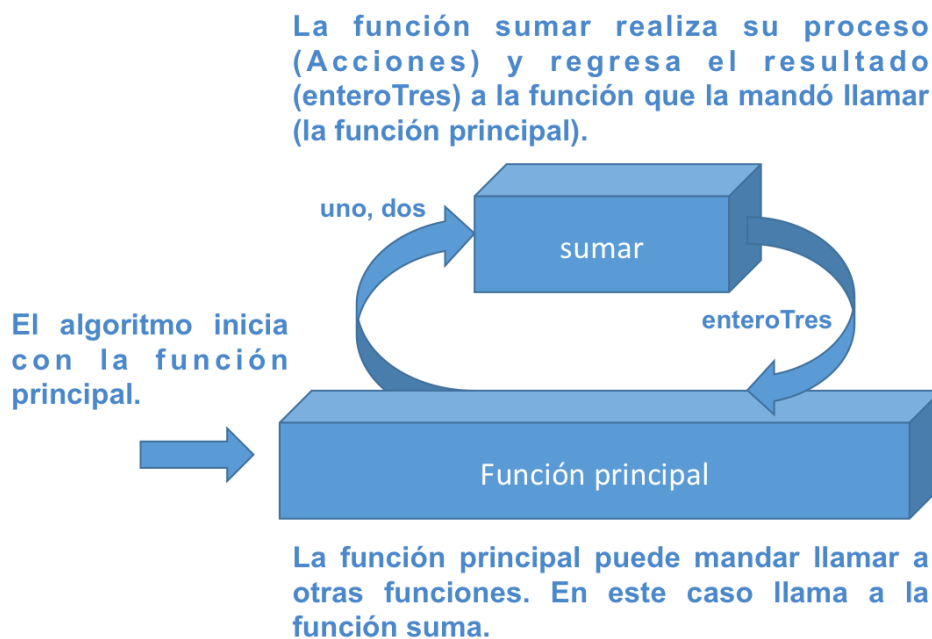 La función sumar realiza su proceso
(Acciones) y regresa el resultado
(enteroTres) a la función que la mandó llamar
(la función principal).
uno, dos
sumar
enteroTres
El algoritmo inicia
con la función
principal.
Función principal
La función principal puede mandar llamar a
otras funciones. En este caso llama a la
función suma.